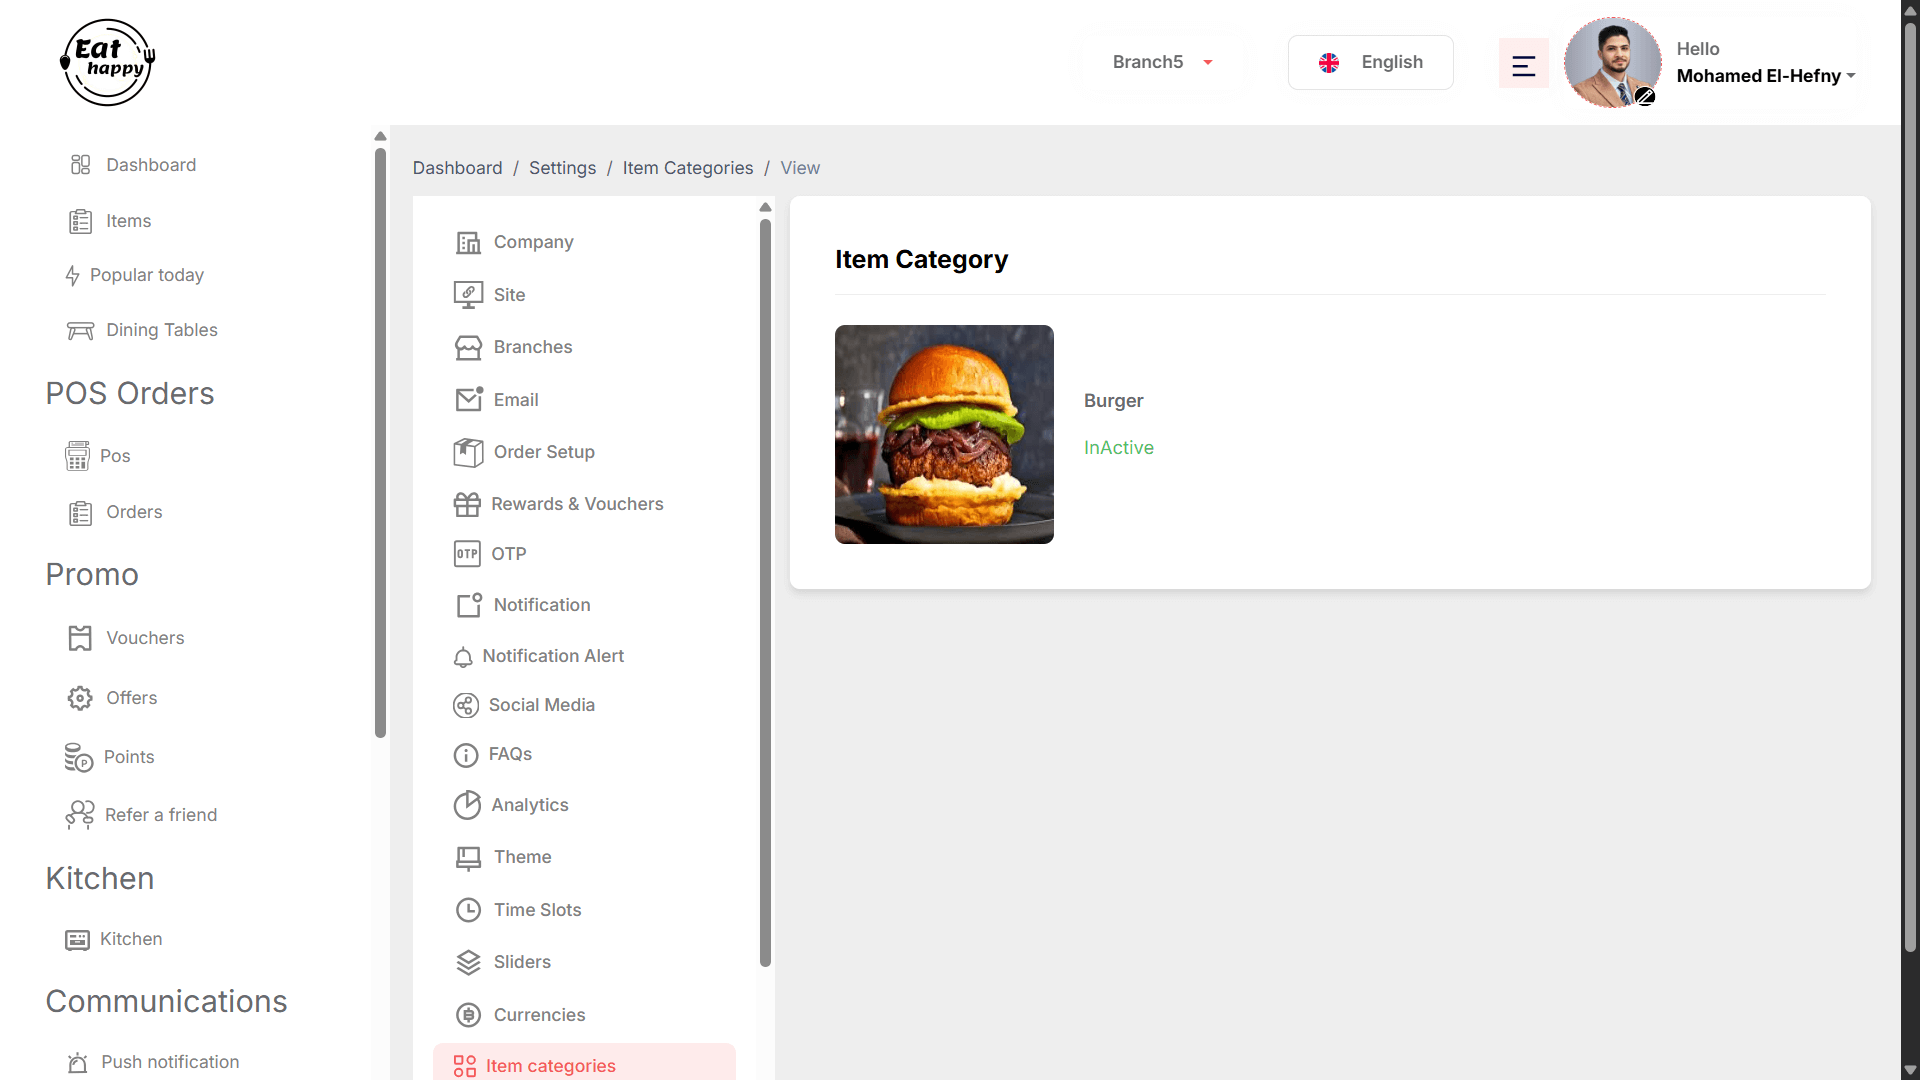 Eat
happy
Branch5
English
Hello
Mohamed El-Hefny
Dashboard
Items
Popular today
Dining Tables
POS Orders
Pos
Orders
Promo
Vouchers
Offers
Points
Refer a friend
Kitchen
Kitchen
Communications
Push notification
Dashboard / Settings / Item Categories / View
Company
Site
Branches
Email
Order Setup
Rewards & Vouchers
OTP OTP
Notification
Notification Alert
Social Media
FAQs
Analytics
Theme
Time Slots
Sliders
Currencies
Item categories
Item Category
Burger
InActive